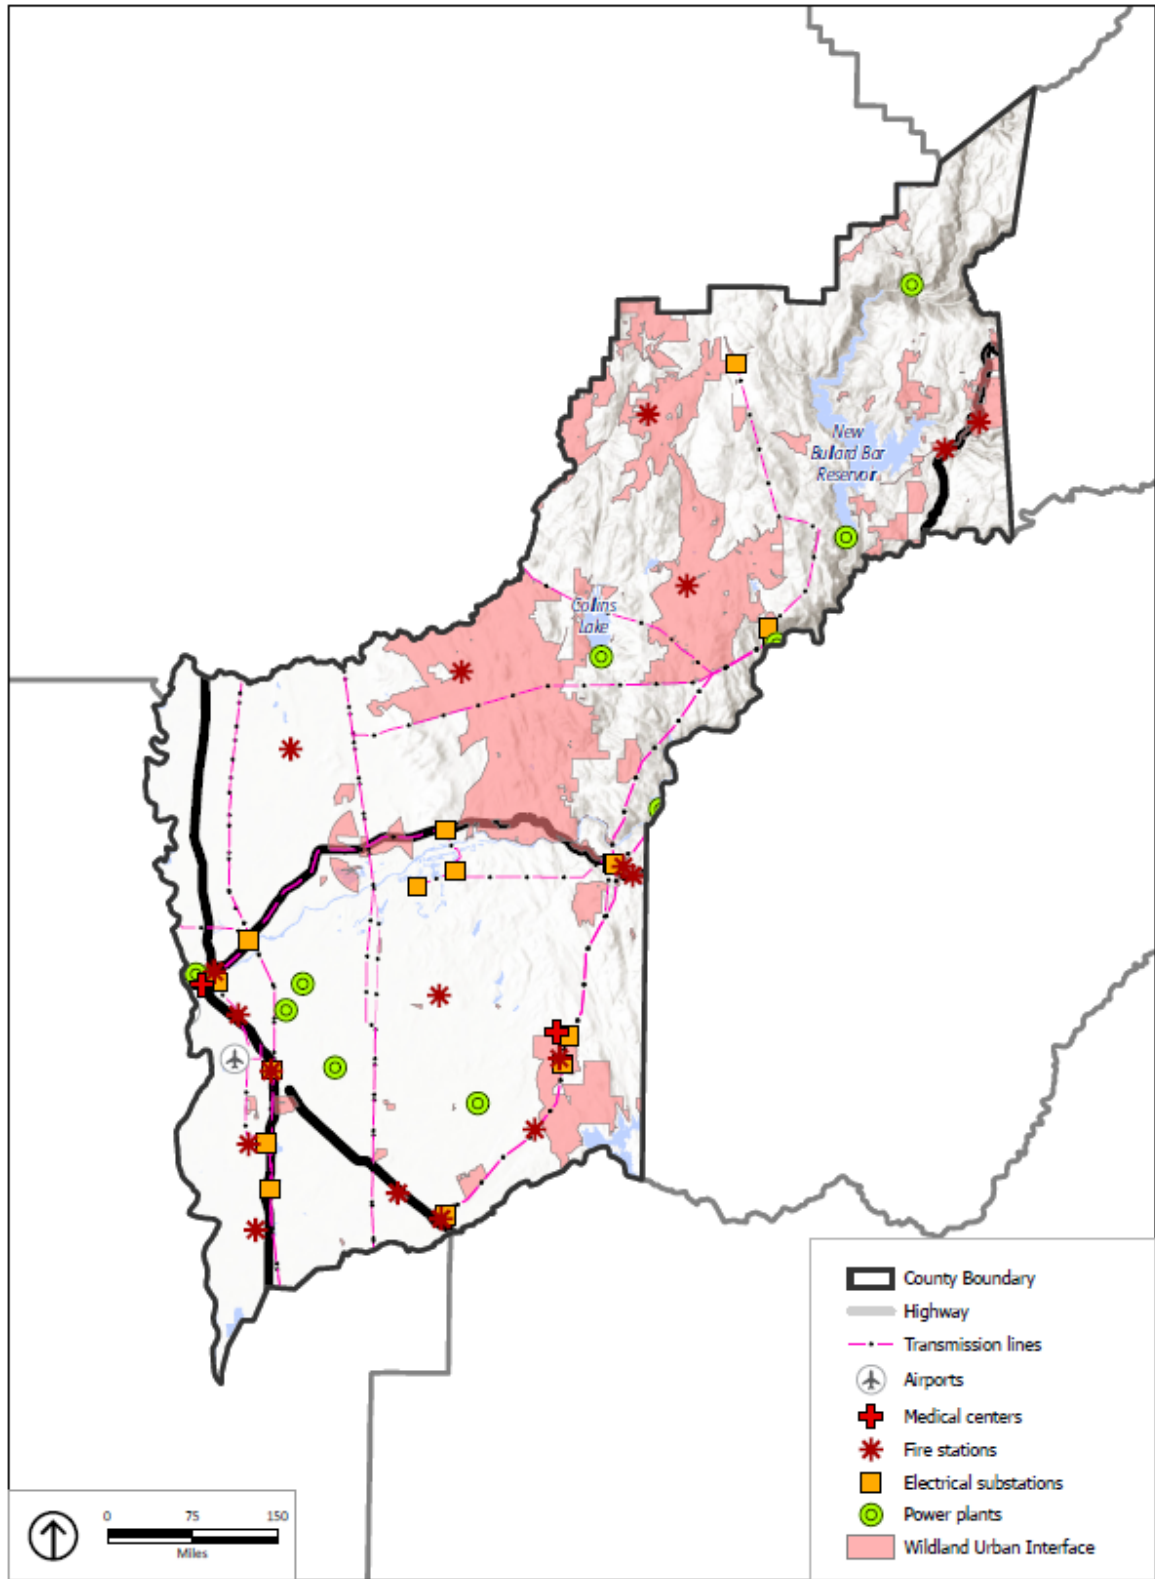 New
Bullard Bar
Reservoir
Collins
Lake
County Boundary
Highway
Transmission lines
Airports
Medical centers
Fire stations
Electrical substations
Power plants
Wildland Urban Interface
0 75 150
Miles